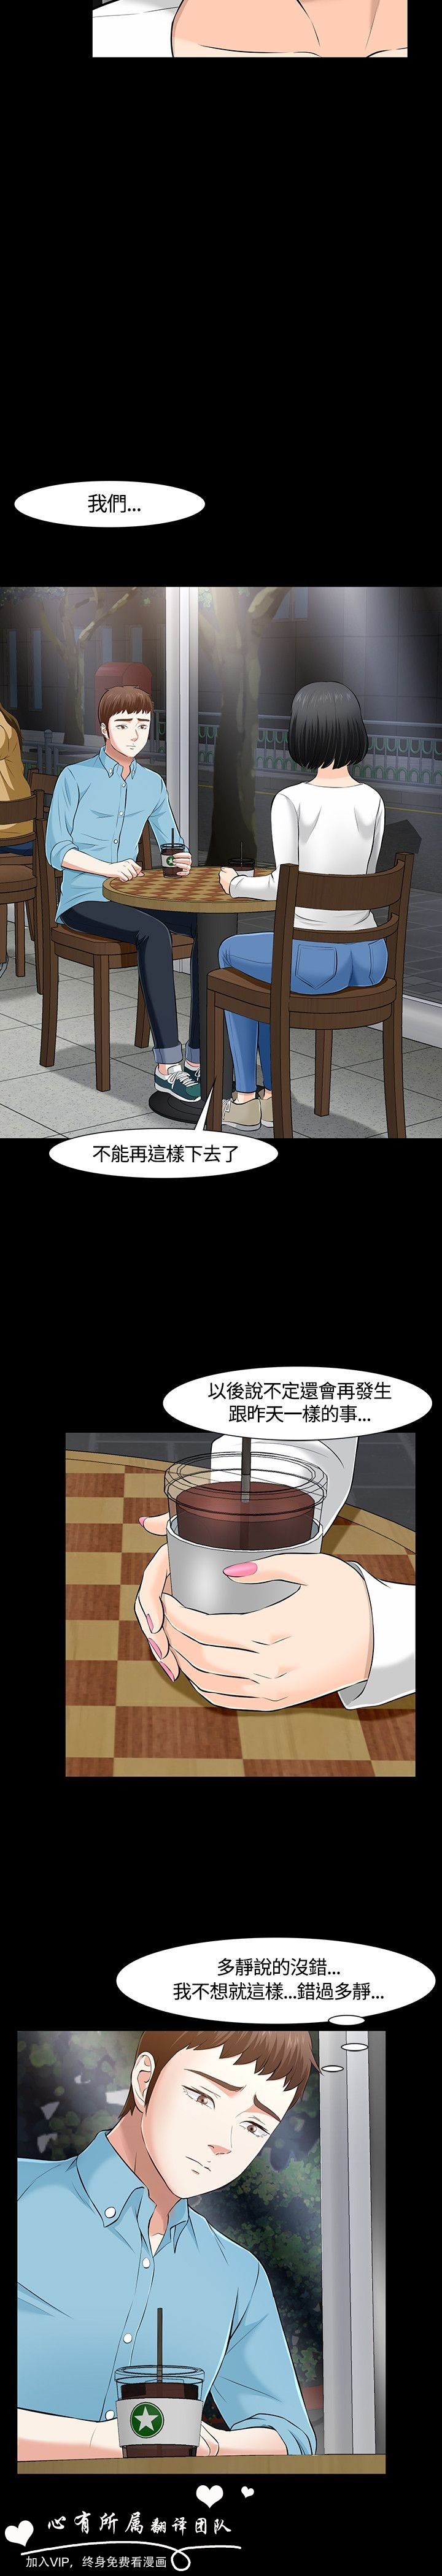 我們...
不能再這樣下去了
以後說不定還會再發生
跟昨天一樣的事...
多靜說的沒錯...
我不想就這樣...錯過多靜...
心有所属翻译团队
加入VIP，终身免费看漫画